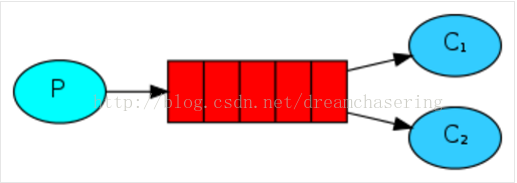 P
C₁
http://blog.csdn.net/dreamchasering
C₂